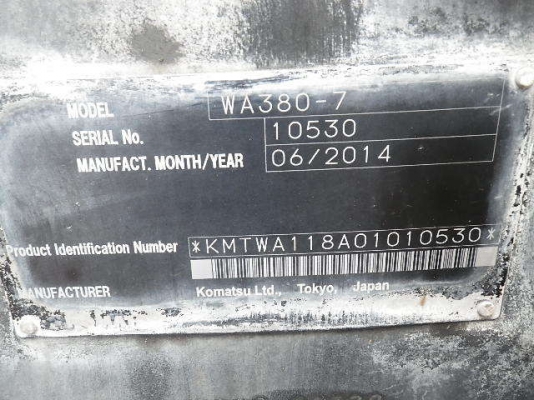 MODEL WA380-7
SERIAL No. 10530
MANUFACT. MONTH/YEAR 06/2014
Product Identification Number *KMTWA118A01010530*
MANUFACTURER Komatsu Ltd., Tokyo, Japan